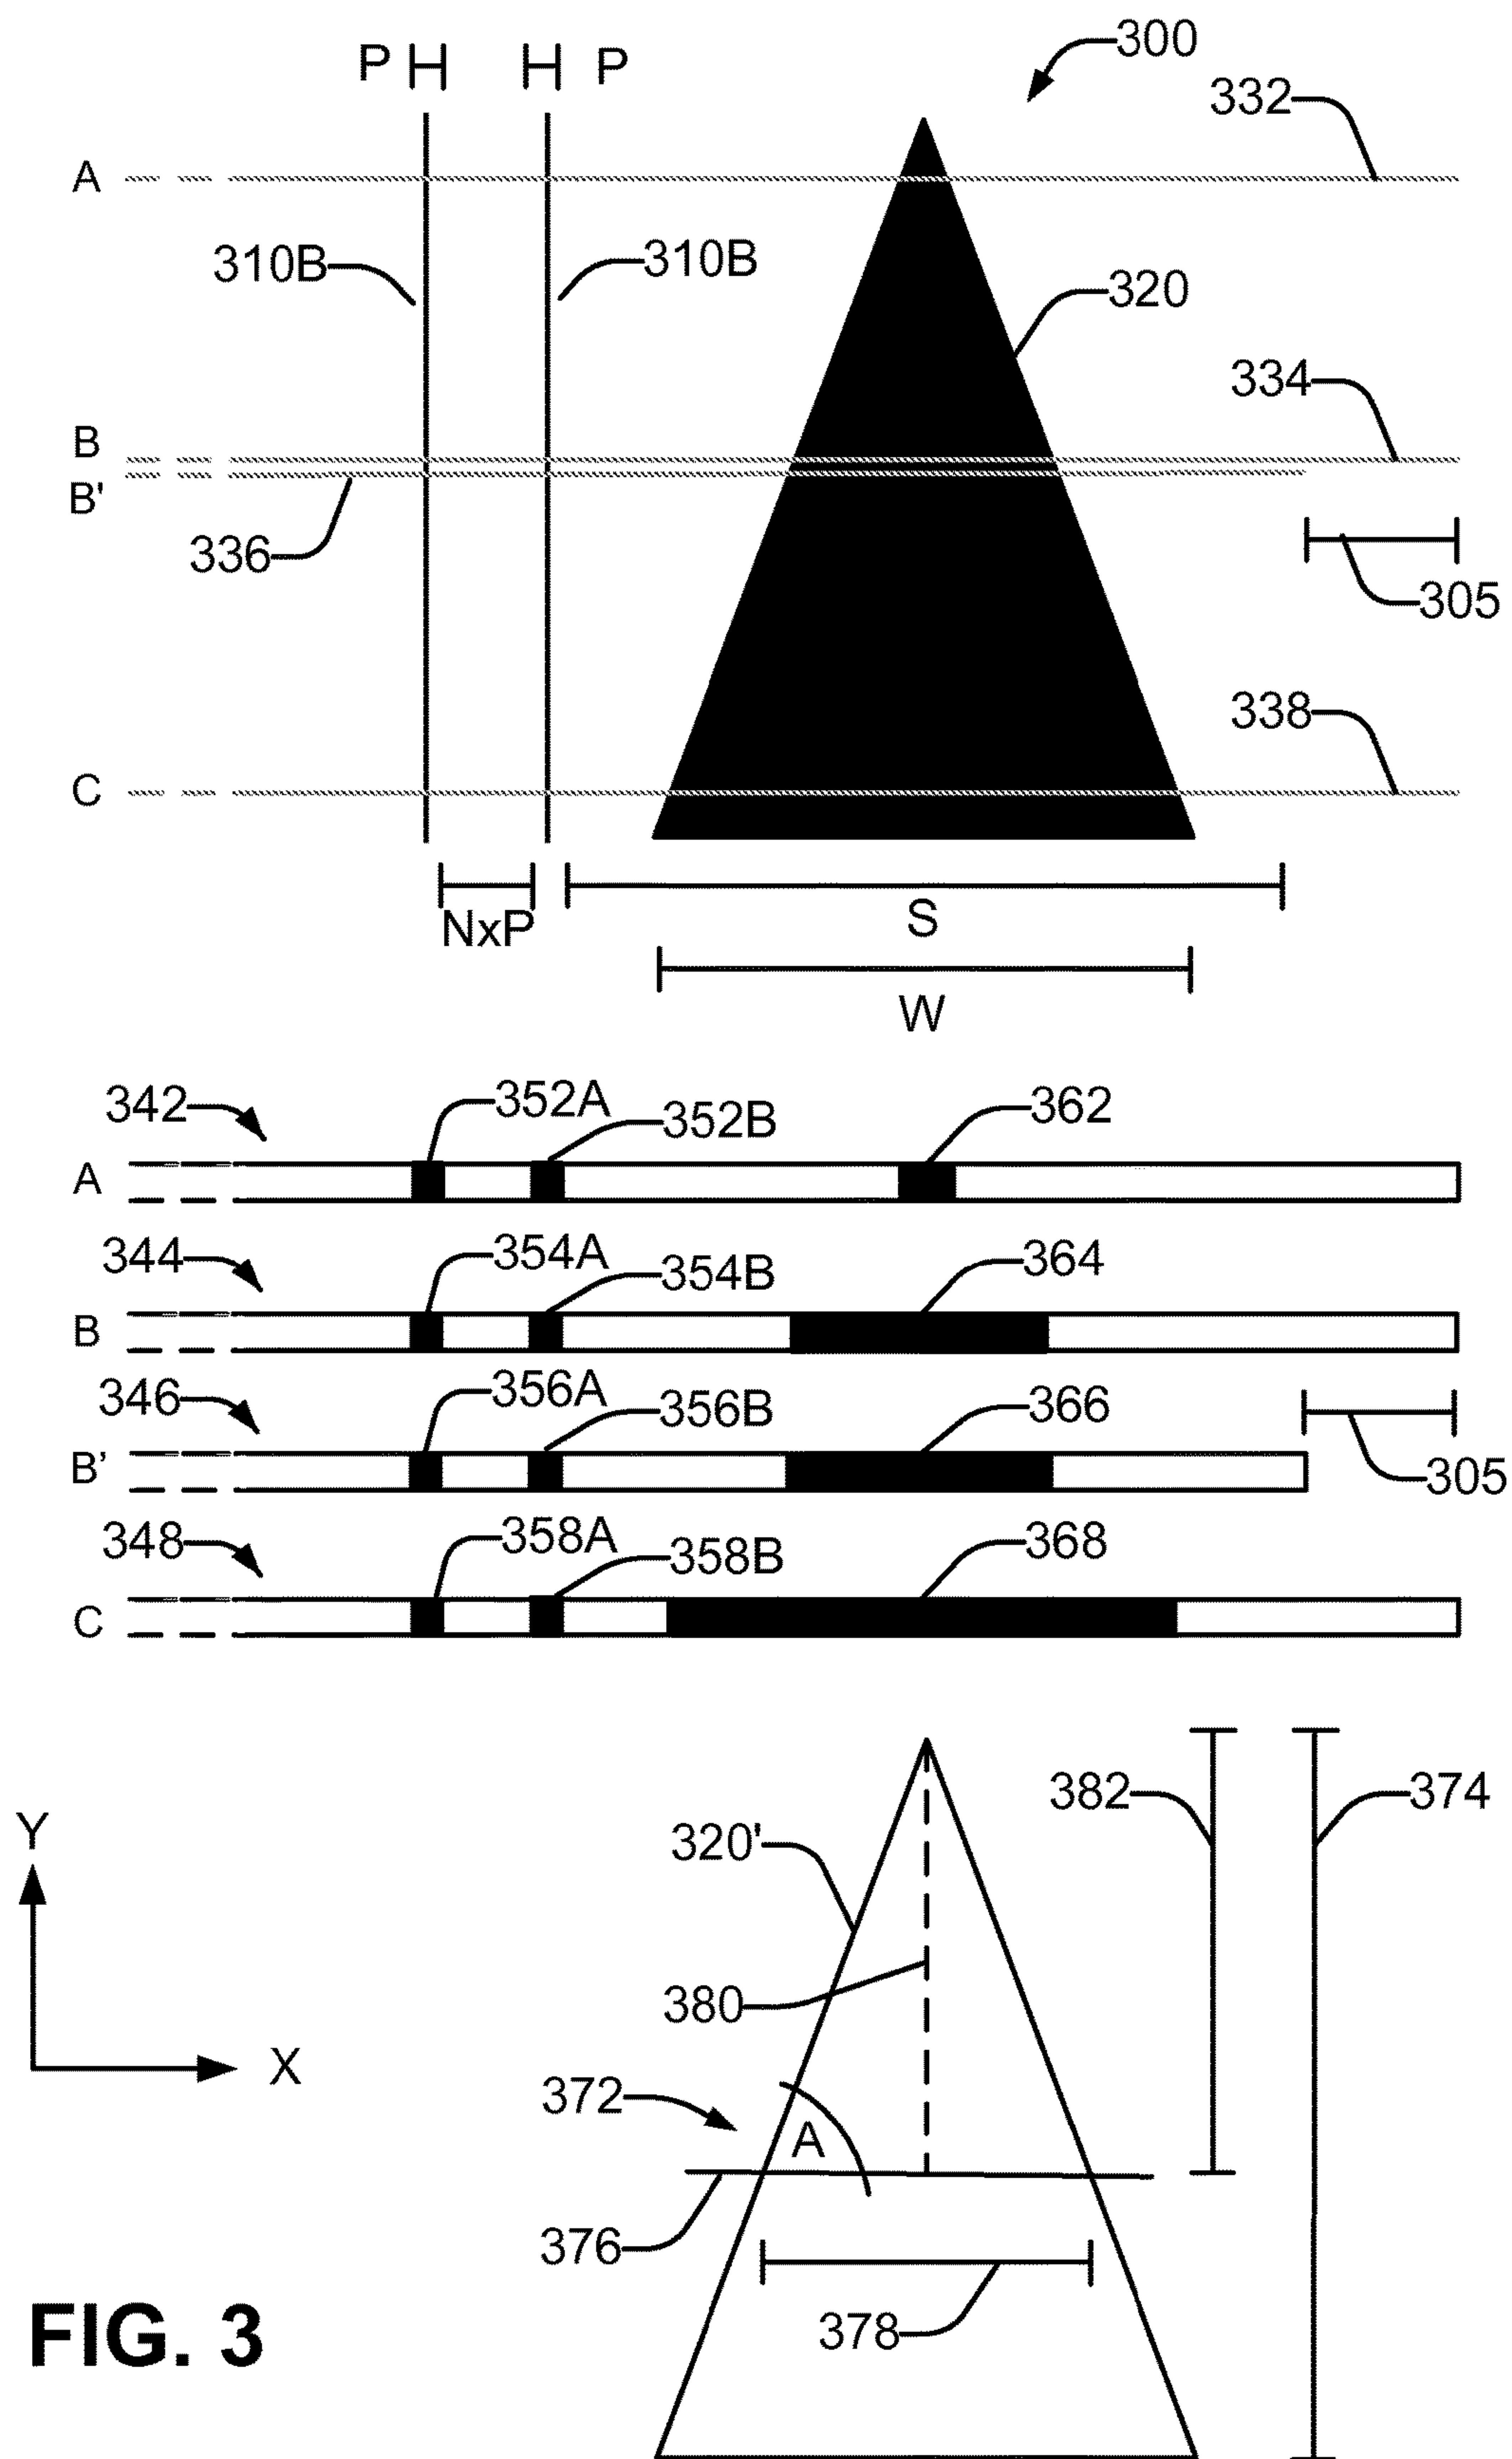 P H H P
300
332
A
310B
310B
320
334
B
B'
336
305
338
C
NxP
S
W
342
352A
352B
362
A
344
354A
354B
364
B
346
356A
356B
366
B’
305
348
358A
358B
368
C
382
374
320'
Y
380
X
372
A
376
378
FIG. 3